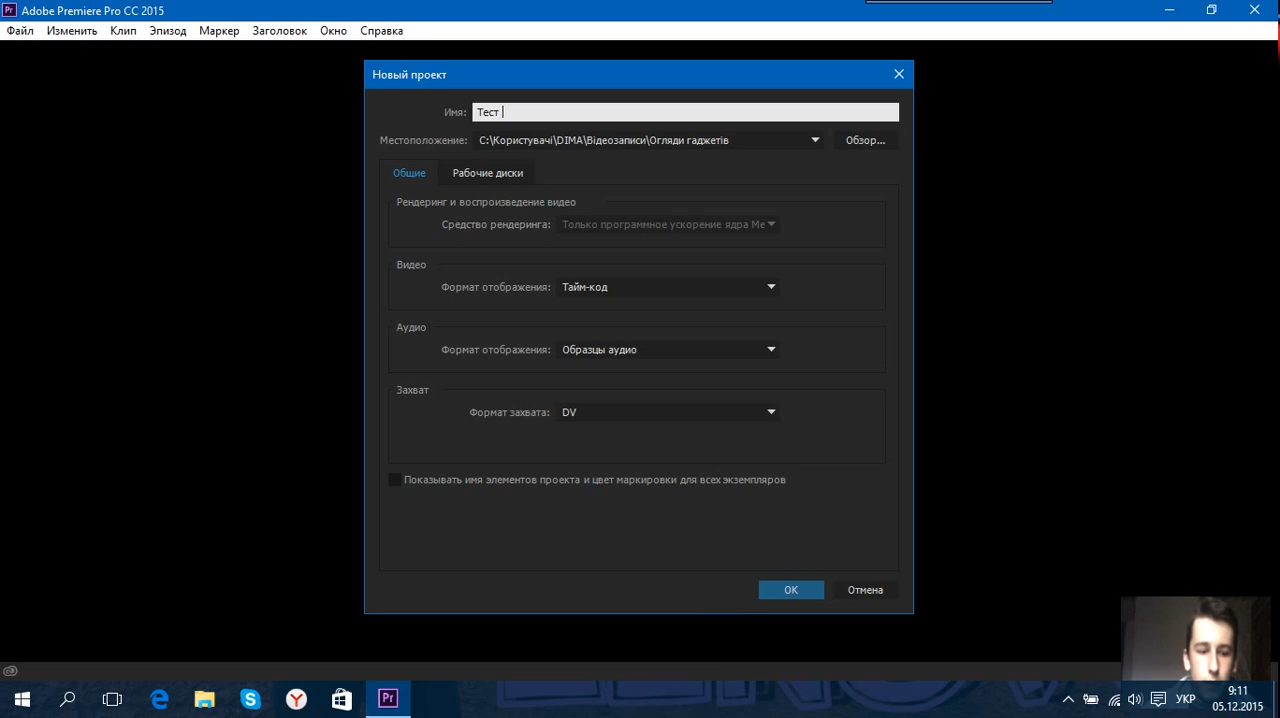 Adobe Premiere Pro CC 2015
Файл Изменить Клип Эпизод Маркер Заголовок Окно Справка
Новый проект
Имя: Тест
Местоположение: C:\Користувачі\DIMA\Відеозаписи\Огляди гаджетів Обзор...
Общие Рабочие диски
Рендеринг и воспроизведение видео
Средство рендеринга: Только программное ускорение ядра Me
Видео
Формат отображения: Тайм-код
Аудио
Формат отображения: Образцы аудио
Захват
Формат захвата: DV
Показывать имя элементов проекта и цвет маркировки для всех экземпляров
OK Отмена
Pr
УКР
9:11
05.12.2015